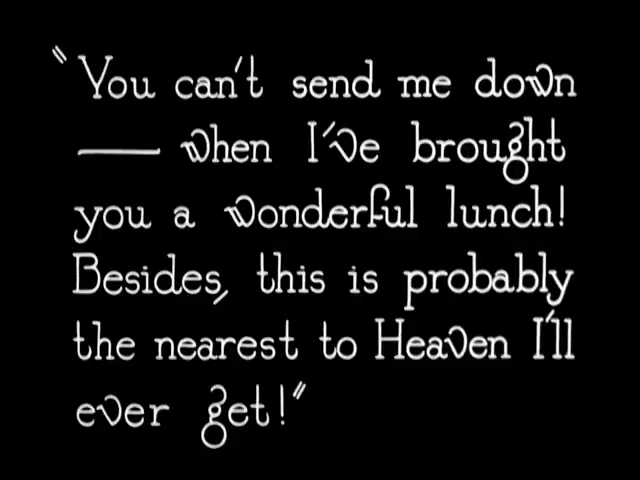 "You can't send me down
— when I've brought
you a wonderful lunch!
Besides, this is probably
the nearest to Heaven I'll
ever get!"